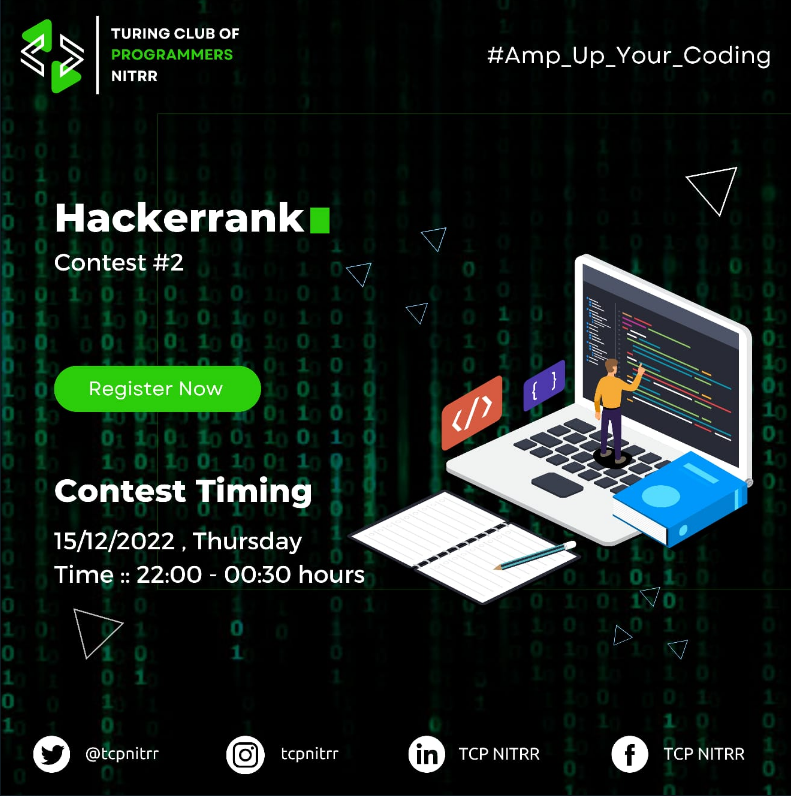 TURING CLUB OF
PROGRAMMERS
NITRR
#Amp_Up_Your_Coding
Hackerrank
Contest #2
Register Now
</>
{ }
Contest Timing
15/12/2022 , Thursday
Time :: 22:00 - 00:30 hours
@tcpnitrr
tcpnitrr
in
TCP NITRR
f
TCP NITRR